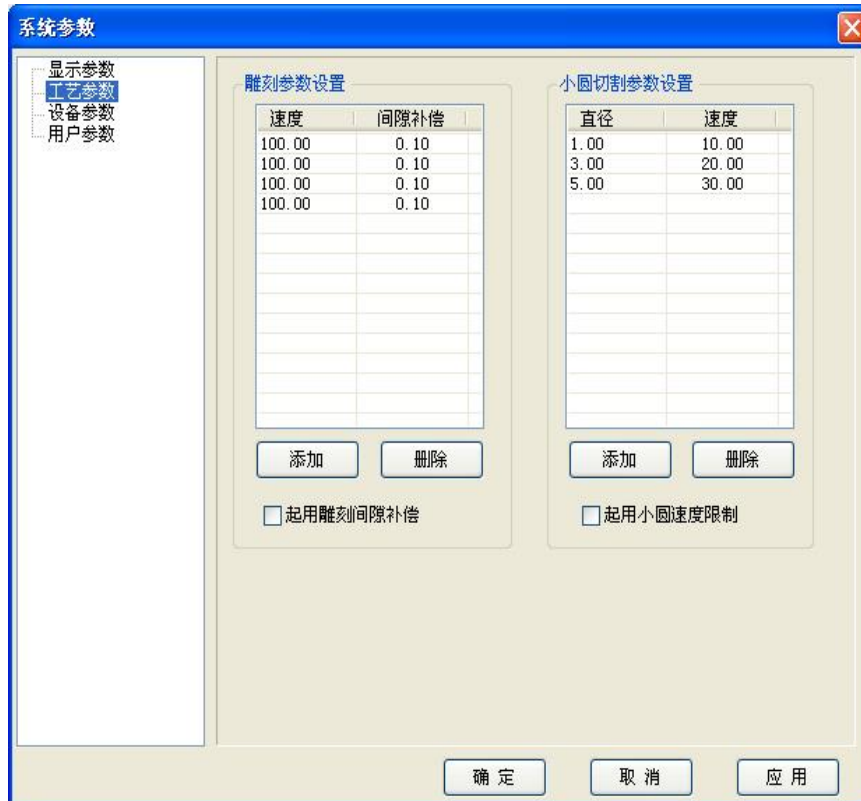 系统参数
显示参数
工艺参数
设备参数
用户参数
雕刻参数设置
速度 间隙补偿
100.00 0.10
100.00 0.10
100.00 0.10
100.00 0.10
添加 删除
起用雕刻间隙补偿
小圆切割参数设置
直径 速度
1.00 10.00
3.00 20.00
5.00 30.00
添加 删除
起用小圆速度限制
确定 取消 应用